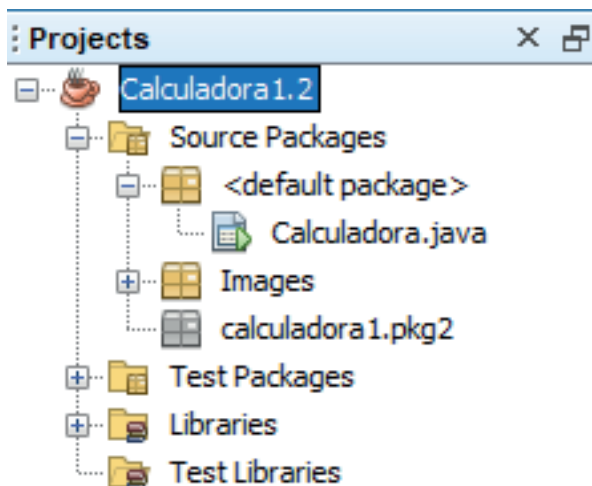 Projects
Calculadora1.2
Source Packages
<default package>
Calculadora.java
Images
calculadora1.pkg2
Test Packages
Libraries
Test Libraries